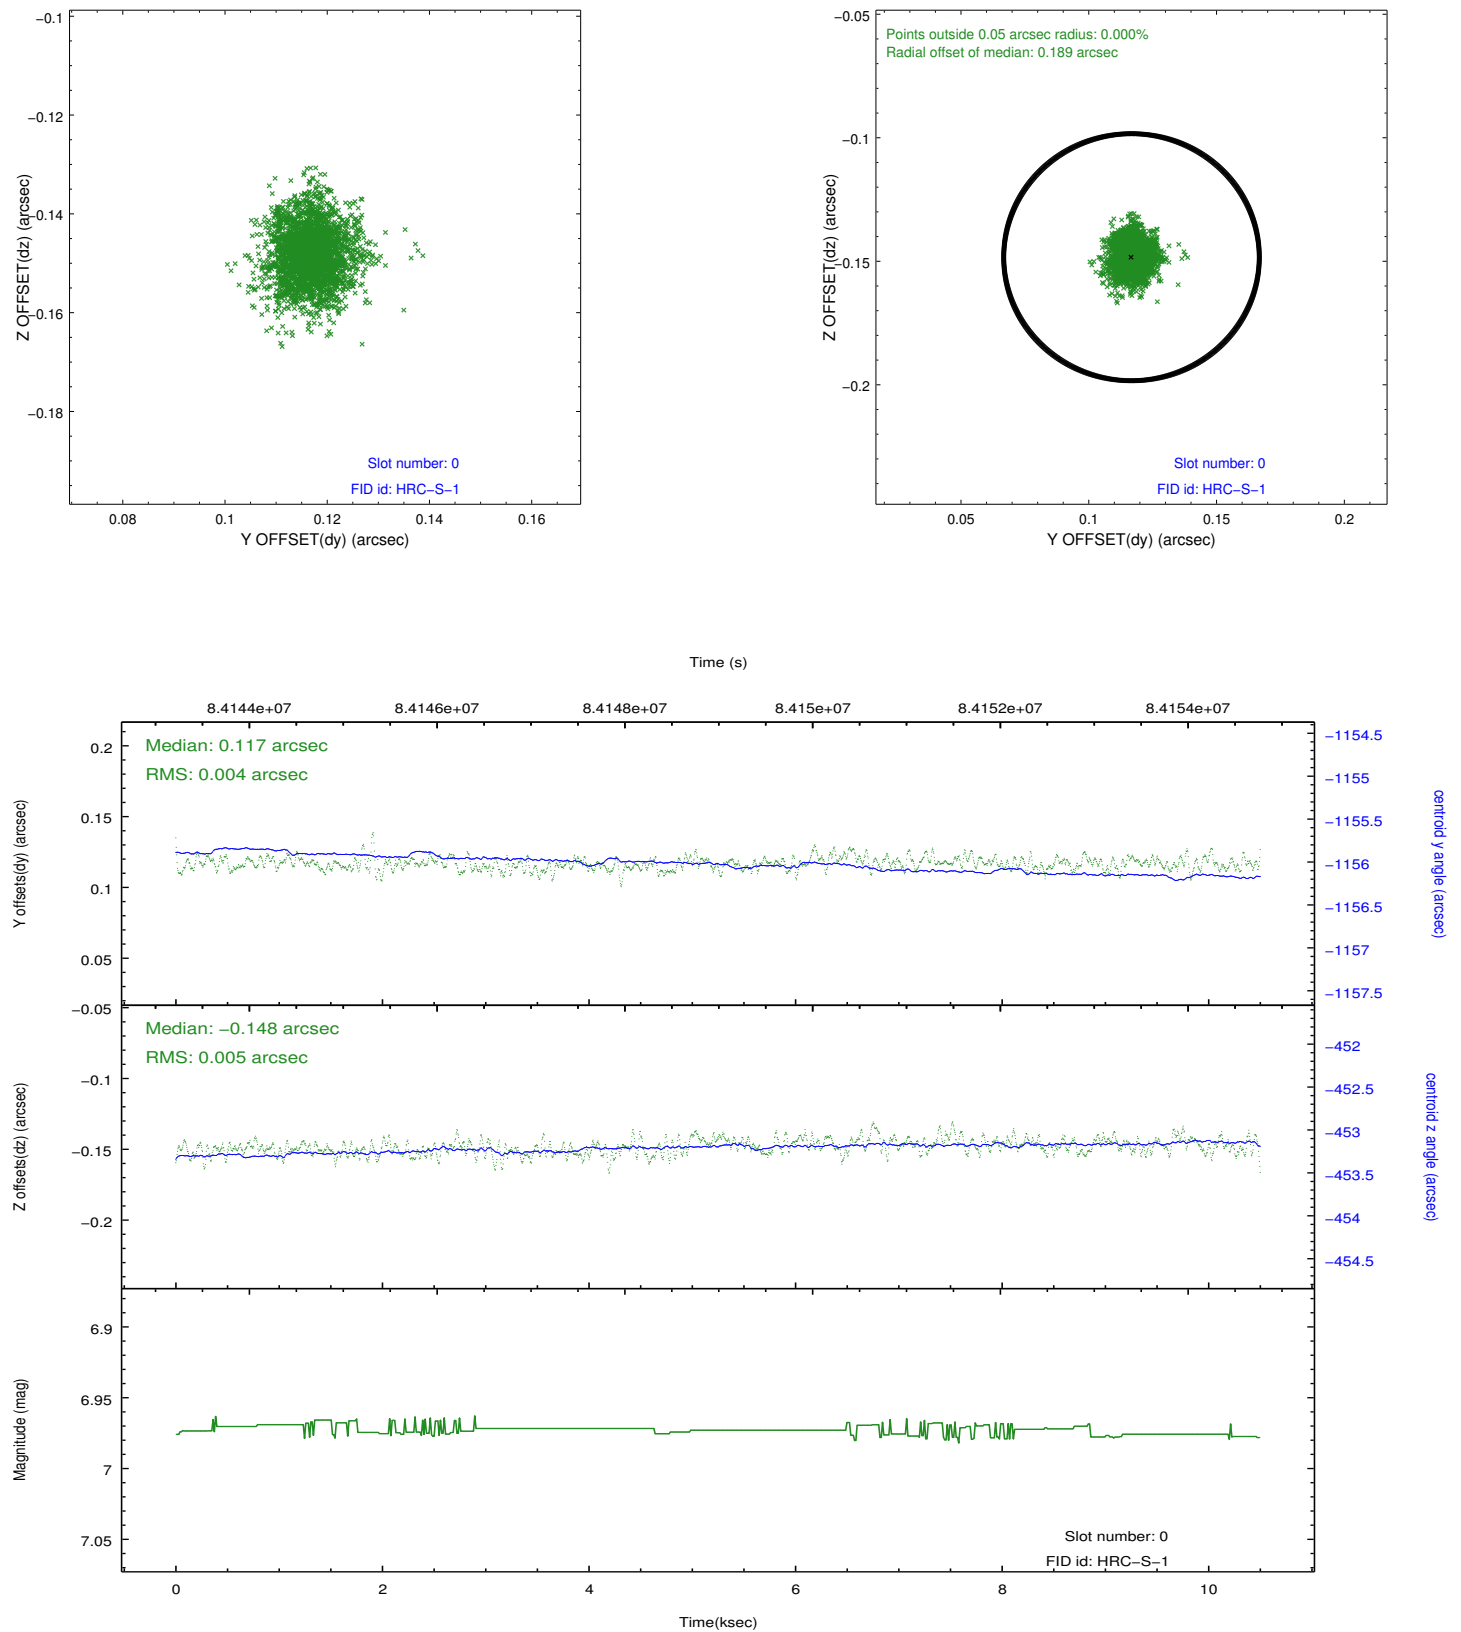 −0.1
−0.12
−0.14
−0.16
−0.18
Z OFFSET(dz) (arcsec)
Slot number: 0
FID id: HRC−S−1
0.08 0.1 0.12 0.14 0.16
Y OFFSET(dy) (arcsec)
−0.05
−0.1
−0.15
−0.2
Z OFFSET(dz) (arcsec)
Points outside 0.05 arcsec radius: 0.000%
Radial offset of median: 0.189 arcsec
Slot number: 0
FID id: HRC−S−1
0.05 0.1 0.15 0.2
Y OFFSET(dy) (arcsec)
Time (s)
8.4144e+07 8.4146e+07 8.4148e+07 8.415e+07 8.4152e+07 8.4154e+07
Median: 0.117 arcsec
RMS: 0.004 arcsec
0.2
0.15
0.1
0.05
Y offsets(dy) (arcsec)
−1154.5
−1155
−1155.5
−1156
−1156.5
−1157
−1157.5
centroid y angle (arcsec)
Median: −0.148 arcsec
RMS: 0.005 arcsec
−0.05
−0.1
−0.15
−0.2
Z offsets(dz) (arcsec)
−452
−452.5
−453
−453.5
−454
−454.5
centroid z angle (arcsec)
6.9
6.95
7
7.05
Magnitude (mag)
Slot number: 0
FID id: HRC−S−1
0 2 4 6 8 10
Time(ksec)